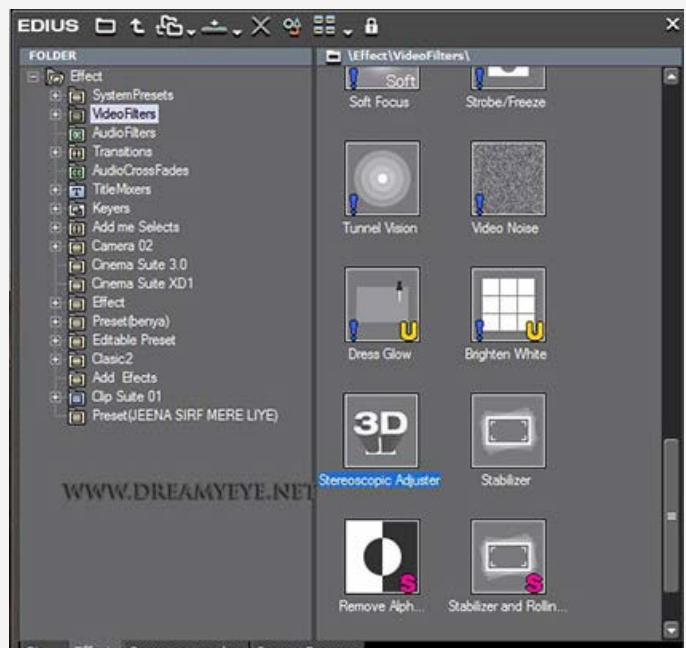 EDIUS
FOLDER
Effect
SystemPresets
VideoFilters
AudioFilters
Transitions
AudioCrossFades
TitleMixers
Keyers
Add me Selects
Camera 02
Cinema Suite 3.0
Cinema Suite XD1
Effect
Preset(benya)
Editable Preset
Clasic2
Add Efects
Clip Suite 01
Preset(JEENA SIRF MERE LIYE)
WWW.DREAMYEYE.NET
\Effect\VideoFilters\
Soft
Soft Focus
Strobe/Freeze
Tunnel Vision
Video Noise
U
U
Dress Glow
Brighten White
3D
Stereoscopic Adjuster
Stabilizer
S
S
Remove Alph...
Stabilizer and Rollin...